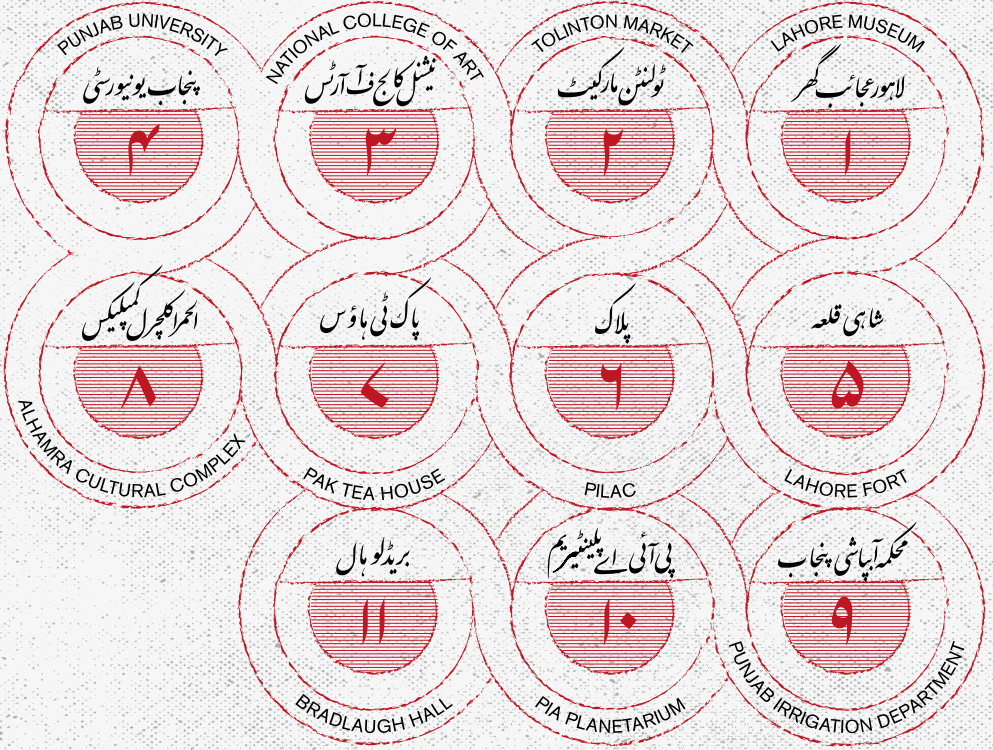 LAHORE MUSEUM
لاہور عجائب گھر
۱
TOLINTON MARKET
ٹولنٹن مارکیٹ
۲
NATIONAL COLLEGE OF ART
نیشنل کالج آف آرٹس
۳
PUNJAB UNIVERSITY
پنجاب یونیورسٹی
۴
شاہی قلعہ
۵
LAHORE FORT
پلاک
۶
PILAC
پاک ٹی ہاؤس
۷
PAK TEA HOUSE
الحمرا کلچرل کمپلیکس
۸
ALHAMRA CULTURAL COMPLEX
محکمہ آبپاشی پنجاب
۹
PUNJAB IRRIGATION DEPARTMENT
پی آئی اے پلینٹیریم
۱۰
PIA PLANETARIUM
بریڈلو ہال
۱۱
BRADLAUGH HALL